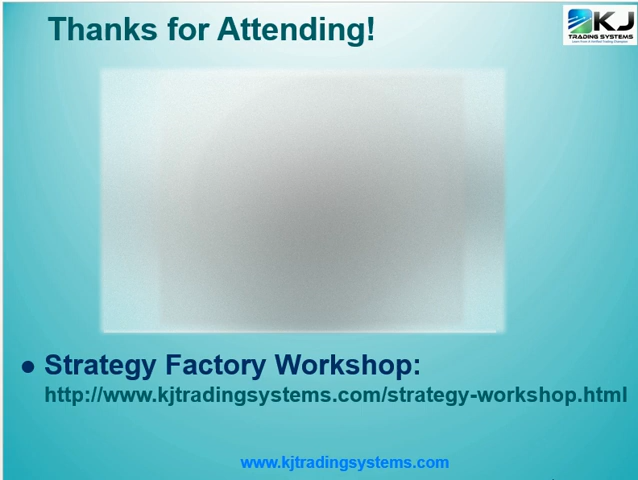 Thanks for Attending!
KJ
TRADING SYSTEMS
Strategy Factory Workshop:
http://www.kjtradingsystems.com/strategy-workshop.html
www.kjtradingsystems.com